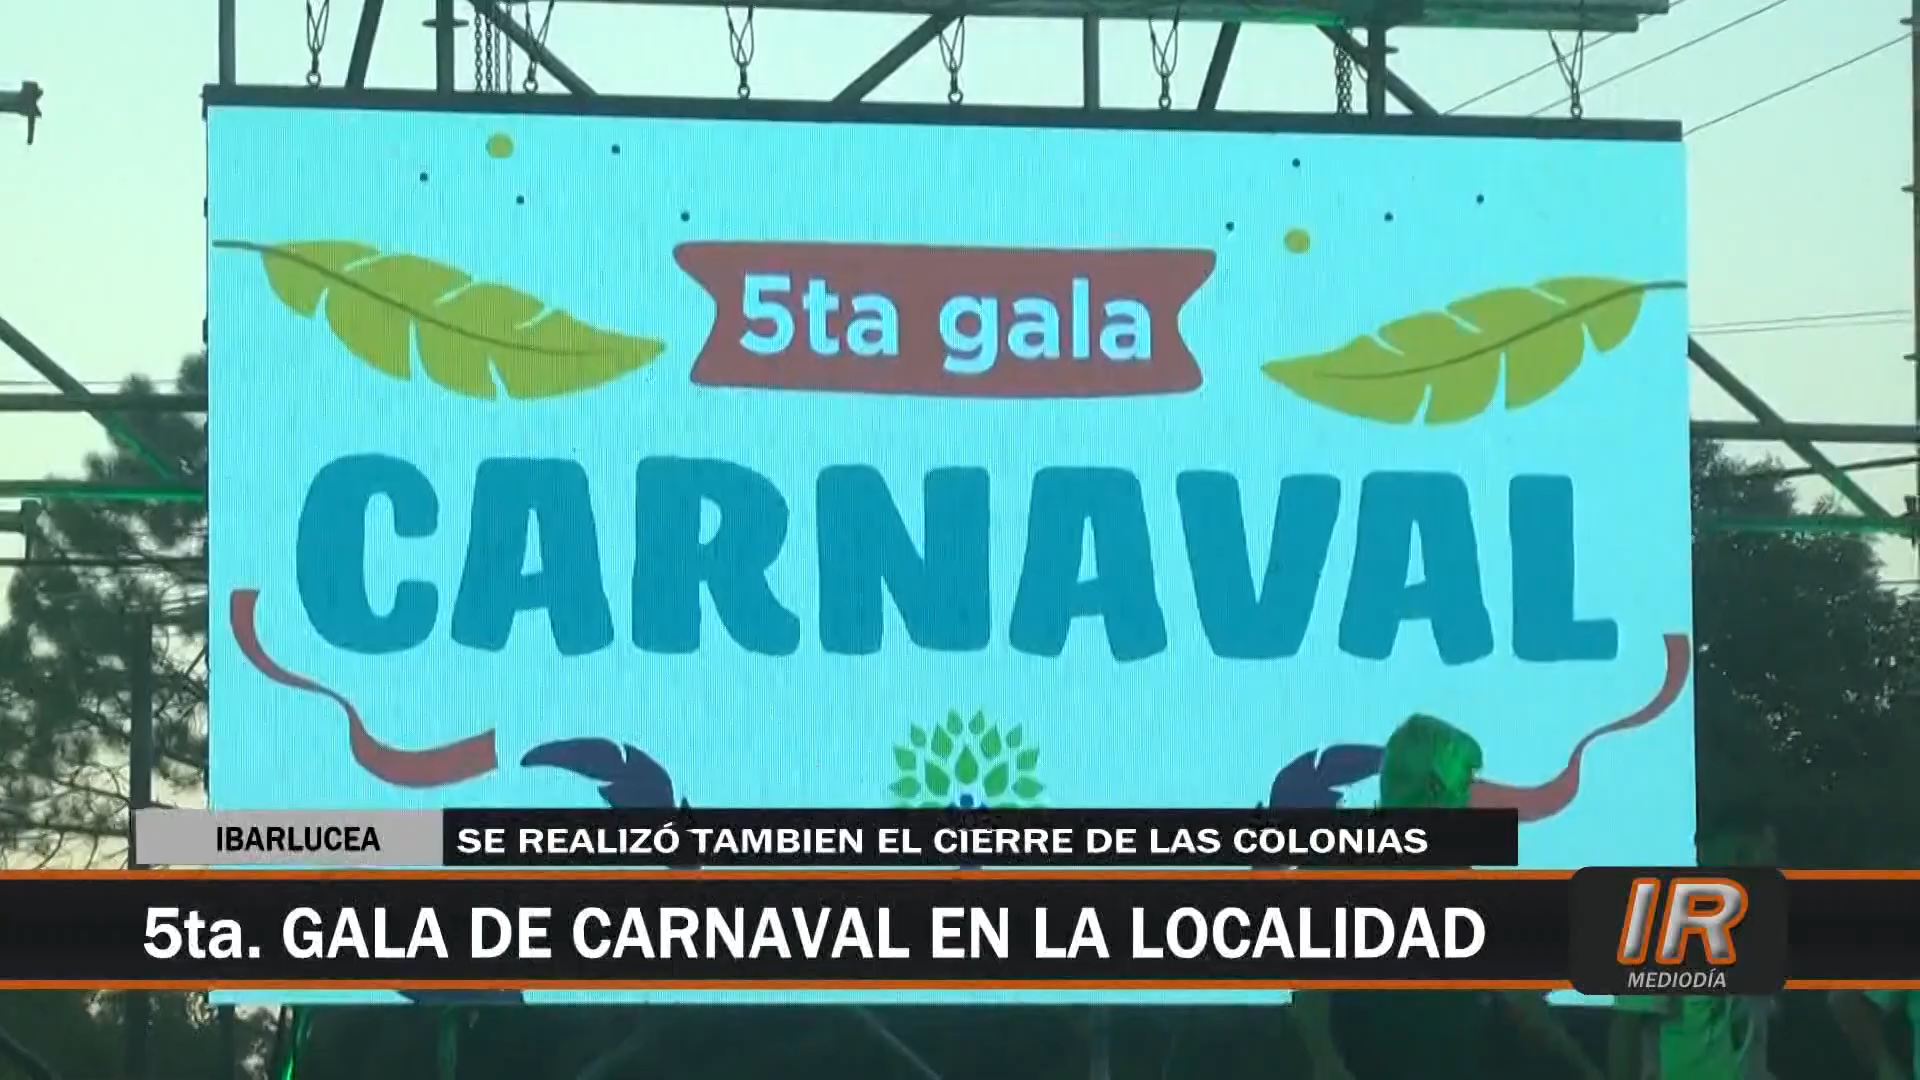 5ta gala
CARNAVAL
IBARLUCEA
SE REALIZÓ TAMBIEN EL CIERRE DE LAS COLONIAS
5ta. GALA DE CARNAVAL EN LA LOCALIDAD
IR
MEDIODÍA